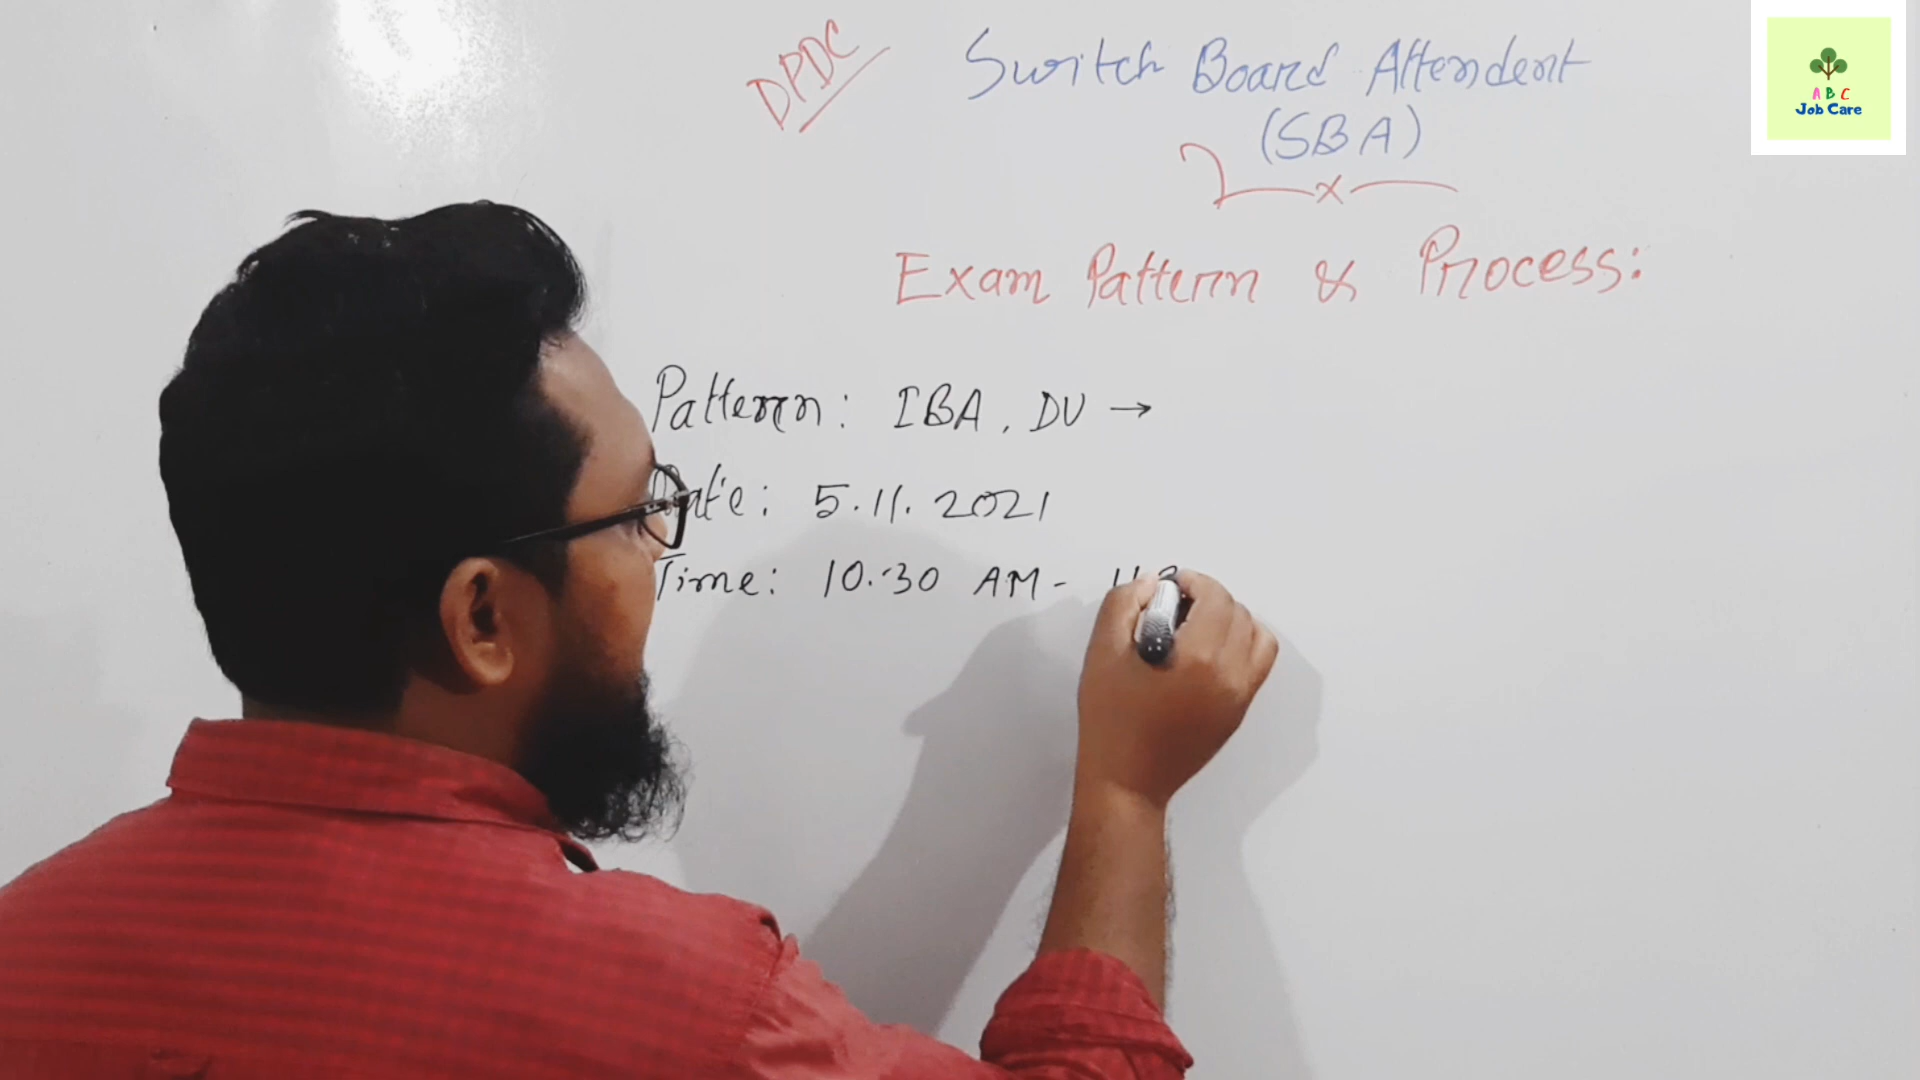 DPDC
Switch Board Attendent
(SBA)
Exam Pattern & Process:
Pattern: IBA, DU →
Date: 5.11.2021
Time: 10:30 AM -
A B C
Job Care